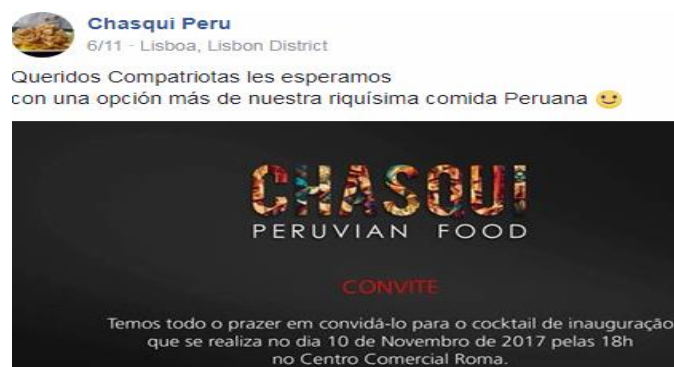 Chasqui Peru
6/11 · Lisboa, Lisbon District
Queridos Compatriotas les esperamos
con una opción más de nuestra riquísima comida Peruana
CHASQUI
PERUVIAN FOOD
CONVITE
Temos todo o prazer em convidá-lo para o cocktail de inauguração
que se realiza no dia 10 de Novembro de 2017 pelas 18h
no Centro Comercial Roma.